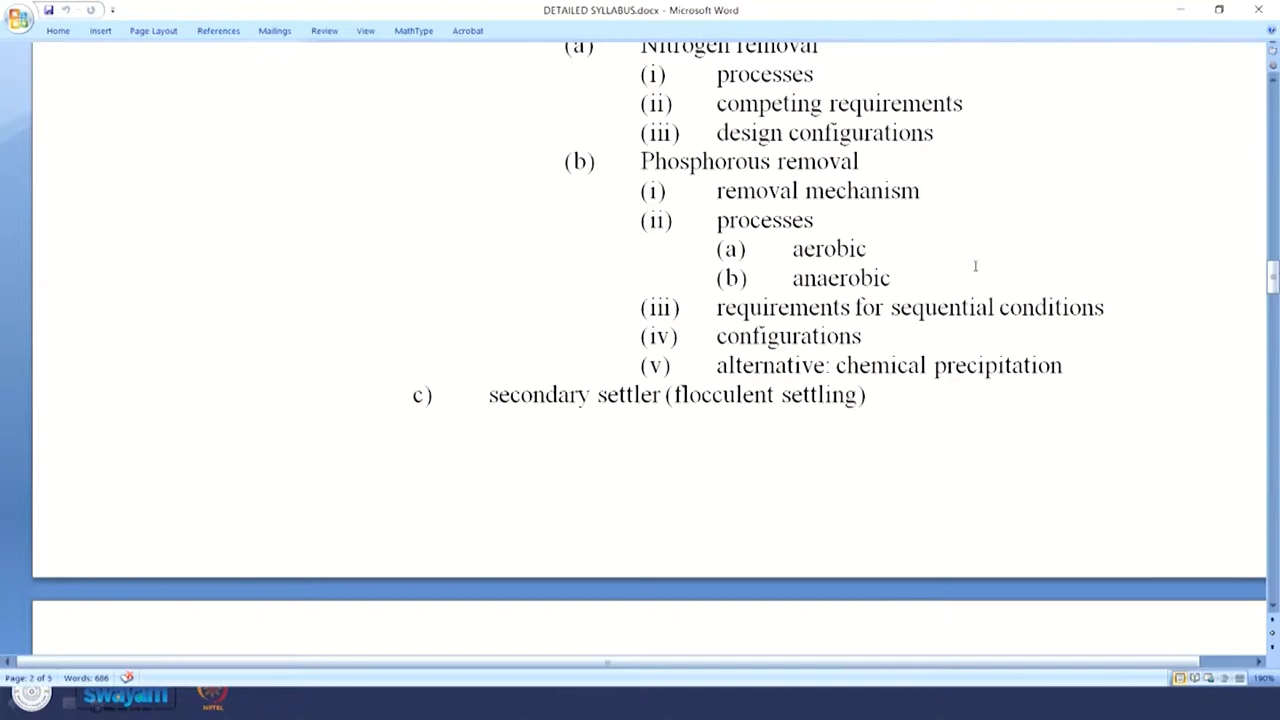 DETAILED SYLLABUS.docx - Microsoft Word
Home Insert Page Layout References Mailings Review View MathType Acrobat
(a) Nitrogen removal
(i) processes
(ii) competing requirements
(iii) design configurations
(b) Phosphorous removal
(i) removal mechanism
(ii) processes
(a) aerobic
(b) anaerobic
(iii) requirements for sequential conditions
(iv) configurations
(v) alternative: chemical precipitation
c) secondary settler (flocculent settling)
Page: 2 of 5 Words: 686 190%
swayam NPTEL